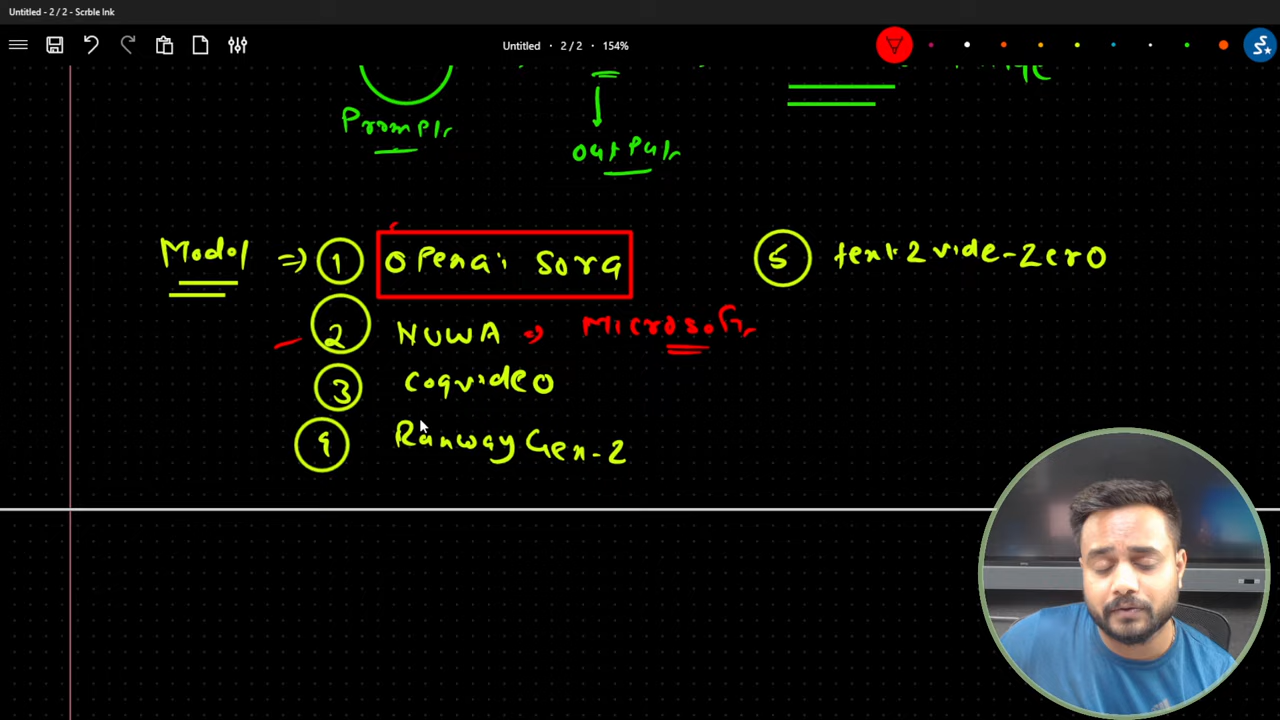 Untitled - 2 / 2 - Scrble Ink
Untitled · 2 / 2 · 154%
Prompt
output
Model => 1 openai sora
2 NUWA => Microsoft
3 cogvideo
4 Runway Gen-2
5 text2vide-Zero